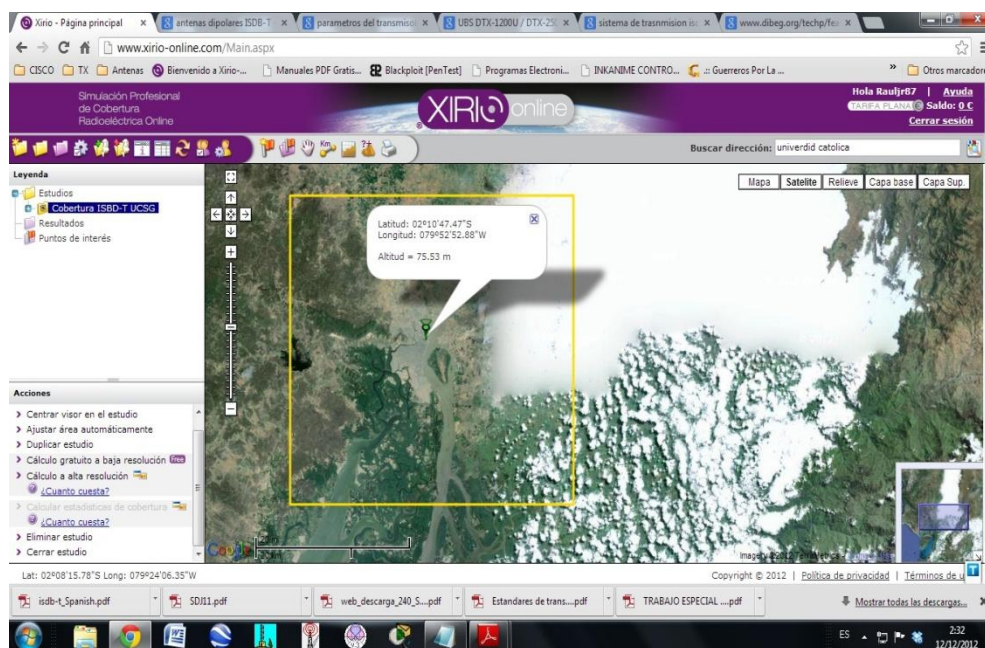 Xirio - Página principal
antenas dipolares ISDB-T
parametros del transmisor
UBS DTX-1200U / DTX-25
sistema de trasnmision is
www.dibeg.org/techp/fe
www.xirio-online.com/Main.aspx
CISCO TX Antenas Bienvenido a Xirio-... Manuales PDF Gratis... Blackploit [PenTest] Programas Electroni... INKANIME CONTRO... .:: Guerreros Por La ... » Otros marcadore
Simulación Profesional
de Cobertura
Radioeléctrica Online
XIRIO online
Hola Rauljr87 | Ayuda
TARIFA PLANA Saldo: 0 €
Cerrar sesión
Buscar dirección: univerdid catolica
Leyenda
Estudios
Cobertura ISBD-T UCSG
Resultados
Puntos de interés
Mapa Satelite Relieve Capa base Capa Sup.
Latitud: 02º10'47.47"S
Longitud: 079º52'52.88"W
Altitud = 75.53 m
Acciones
Centrar visor en el estudio
Ajustar área automáticamente
Duplicar estudio
Cálculo gratuito a baja resolución Free
Cálculo a alta resolución
¿Cuanto cuesta?
Calcular estadísticas de cobertura
¿Cuanto cuesta?
Eliminar estudio
Cerrar estudio
Google
Lat: 02º08'15.78"S Long: 079º24'06.35"W
Copyright © 2012 | Política de privacidad | Términos de u
isdb-t_Spanish.pdf SDJ11.pdf web_descarga_240_S....pdf Estandares de trans....pdf TRABAJO ESPECIAL ....pdf Mostrar todas las descargas...
ES 2:32
12/12/2012